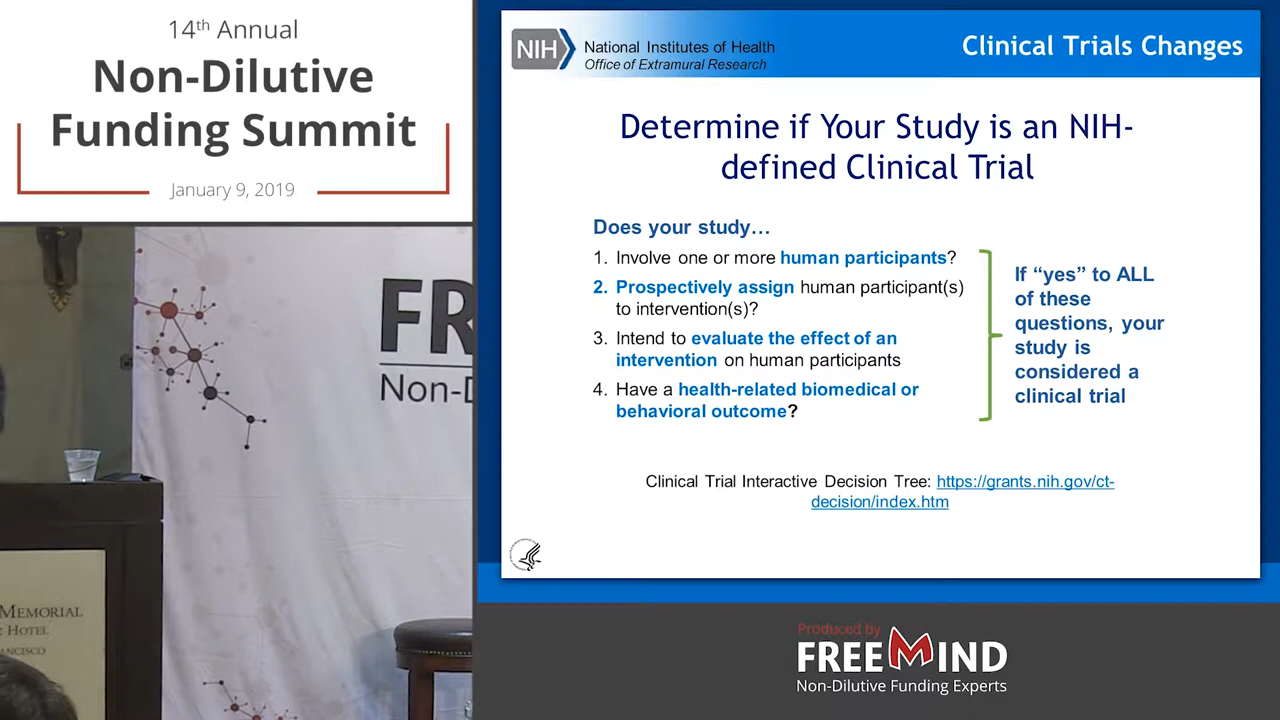 14th Annual
Non-Dilutive
Funding Summit
January 9, 2019
FR
Non-D
MEMORIAL
HOTEL
NIH
National Institutes of Health
Office of Extramural Research
Clinical Trials Changes
Determine if Your Study is an NIH-
defined Clinical Trial
Does your study…
1. Involve one or more human participants?
2. Prospectively assign human participant(s)
to intervention(s)?
3. Intend to evaluate the effect of an
intervention on human participants
4. Have a health-related biomedical or
behavioral outcome?
If “yes” to ALL
of these
questions, your
study is
considered a
clinical trial
Clinical Trial Interactive Decision Tree: https://grants.nih.gov/ct-
decision/index.htm
Produced by
FREEMIND
Non-Dilutive Funding Experts